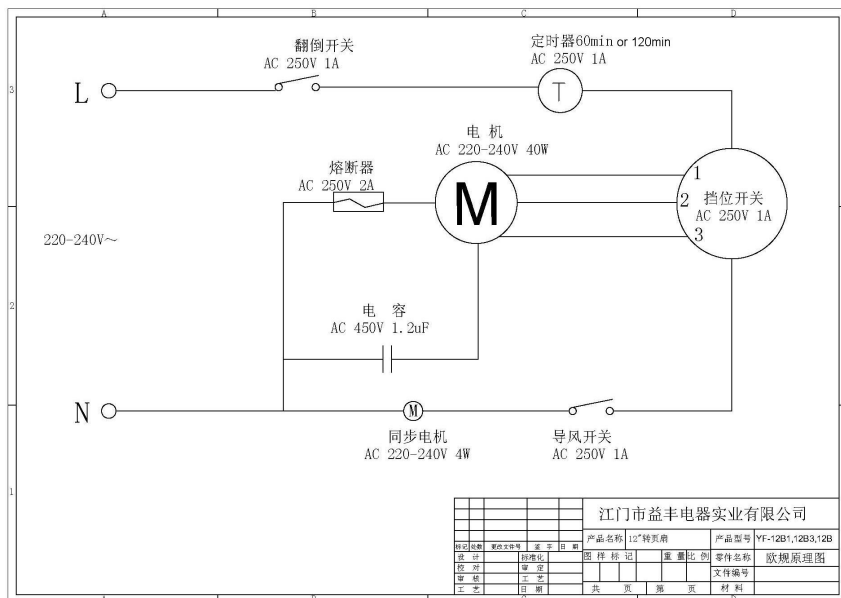 A B C D
翻倒开关
AC 250V 1A
定时器60min or 120min
AC 250V 1A
3
L
T
电 机
AC 220-240V 40W
熔断器
AC 250V 2A
M
1
2
3
挡位开关
AC 250V 1A
220-240V～
2
电 容
AC 450V 1.2uF
N
M
同步电机
AC 220-240V 4W
导风开关
AC 250V 1A
1
江门市益丰电器实业有限公司
产品名称 12"转页扇 产品型号 YF-12B1,12B3,12B
标记 处数 更改文件号 签 字 日 期
图 样 标 记 重 量 比 例 零件名称 欧规原理图
设 计 标准化
校 对 审 定 文件编号
审 核 工 艺
工 艺 日 期 共 页 第 页 材 料